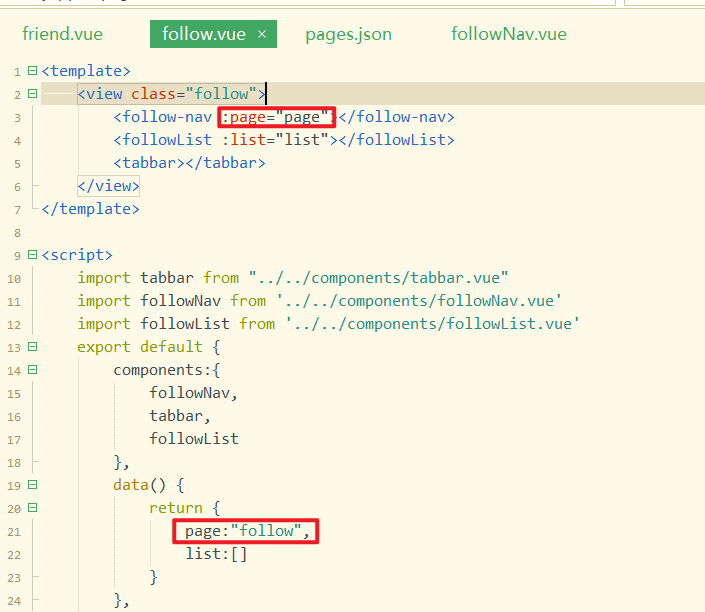 friend.vue follow.vue × pages.json followNav.vue
1 <template>
2 <view class="follow">
3 <follow-nav :page="page"></follow-nav>
4 <followList :list="list"></followList>
5 <tabbar></tabbar>
6 </view>
7 </template>
8
9 <script>
10 import tabbar from "../../components/tabbar.vue"
11 import followNav from '../../components/followNav.vue'
12 import followList from '../../components/followList.vue'
13 export default {
14 components:{
15 followNav,
16 tabbar,
17 followList
18 },
19 data() {
20 return {
21 page:"follow",
22 list:[]
23 }
24 },